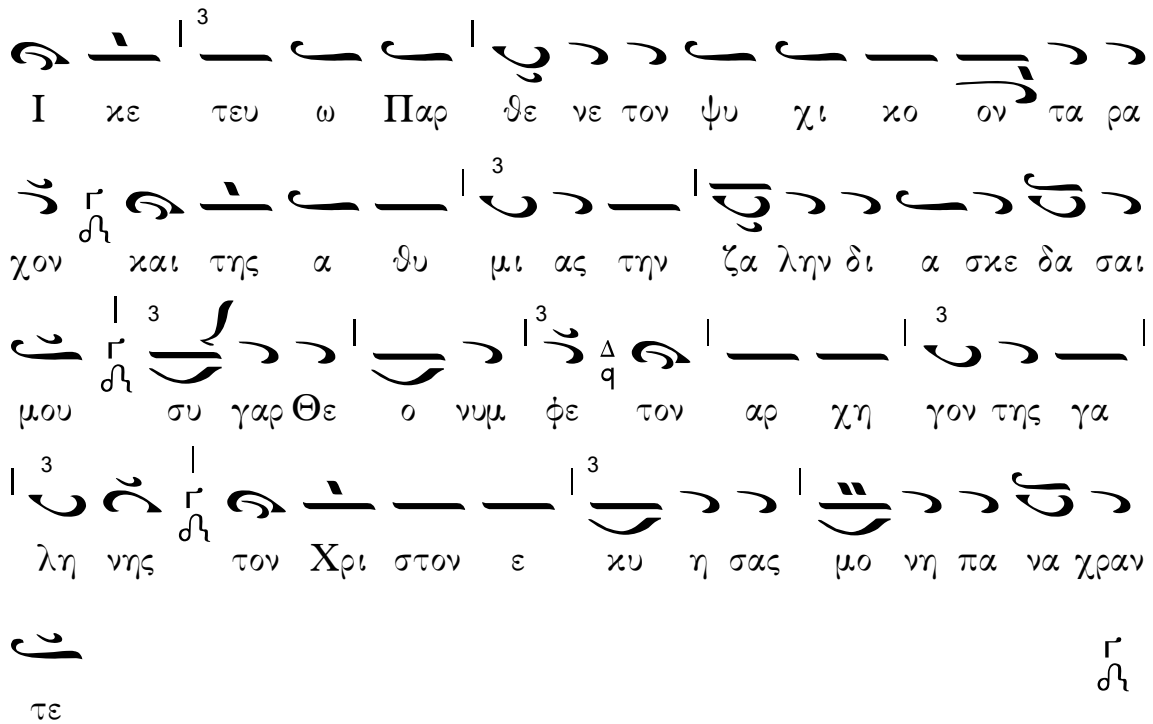 Ι κε τευ ω Παρ θε νε τον ψυ χι κο ον τα ρα
χον και της α θυ μι ας την ζα λην δι α σκε δα σαι
μου συ γαρ Θε ο νυμ φε τον αρ χη γον της γα
λη νης τον Χρι στον ε κυ η σας μο νη πα να χραν
τε